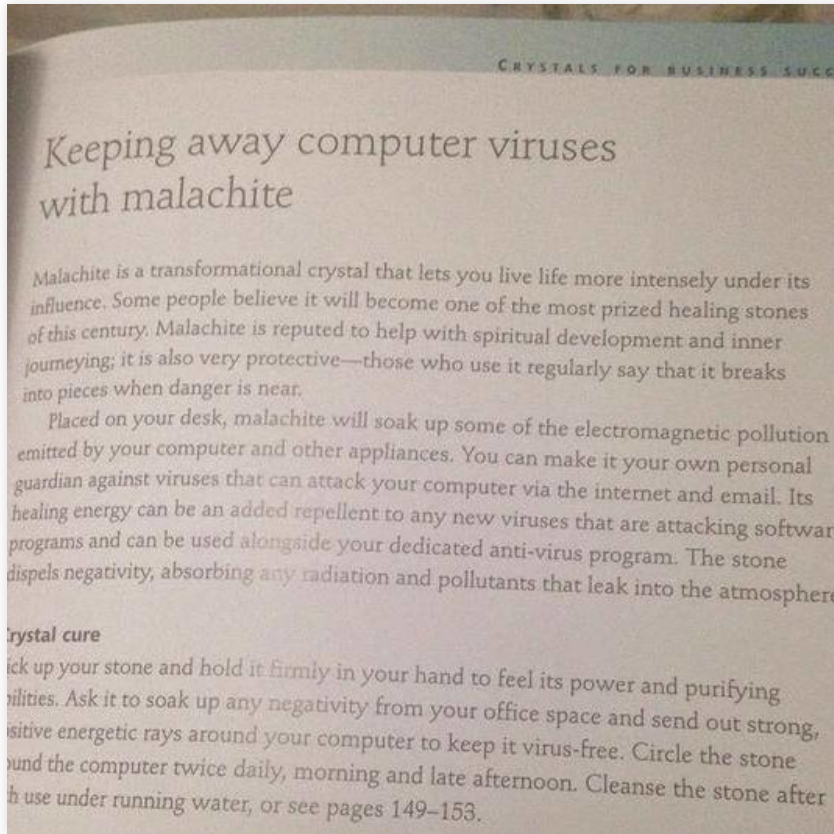 CRYSTALS FOR BUSINESS SUCC
Keeping away computer viruses
with malachite
Malachite is a transformational crystal that lets you live life more intensely under its
influence. Some people believe it will become one of the most prized healing stones
of this century. Malachite is reputed to help with spiritual development and inner
journeying; it is also very protective—those who use it regularly say that it breaks
into pieces when danger is near.
Placed on your desk, malachite will soak up some of the electromagnetic pollution
emitted by your computer and other appliances. You can make it your own personal
guardian against viruses that can attack your computer via the internet and email. Its
healing energy can be an added repellent to any new viruses that are attacking softwar
programs and can be used alongside your dedicated anti-virus program. The stone
dispels negativity, absorbing any radiation and pollutants that leak into the atmosphere
rystal cure
ick up your stone and hold it firmly in your hand to feel its power and purifying
bilities. Ask it to soak up any negativity from your office space and send out strong,
sitive energetic rays around your computer to keep it virus-free. Circle the stone
ound the computer twice daily, morning and late afternoon. Cleanse the stone after
h use under running water, or see pages 149–153.